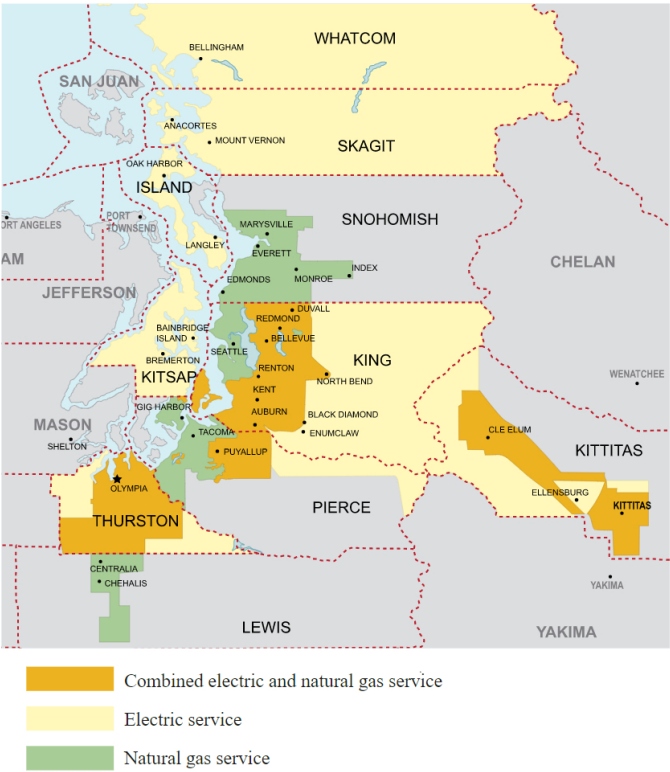 WHATCOM
BELLINGHAM
SAN JUAN
ANACORTES
MOUNT VERNON
SKAGIT
OAK HARBOR
ISLAND
SNOHOMISH
PORT
TOWNSEND
ORT ANGELES
MARYSVILLE
LANGLEY
EVERETT
AM
CHELAN
INDEX
MONROE
EDMONDS
JEFFERSON
DUVALL
REDMOND
BAINBRIDGE
ISLAND
BELLEVUE
SEATTLE
BREMERTON
KING
RENTON
WENATCHEE
KITSAP
NORTH BEND
KENT
GIG HARBOR
AUBURN
BLACK DIAMOND
MASON
TACOMA
ENUMCLAW
CLE ELUM
SHELTON
PUYALLUP
KITTITAS
OLYMPIA
ELLENSBURG
KITTITAS
PIERCE
THURSTON
CENTRALIA
CHEHALIS
YAKIMA
LEWIS
YAKIMA
Combined electric and natural gas service
Electric service
Natural gas service